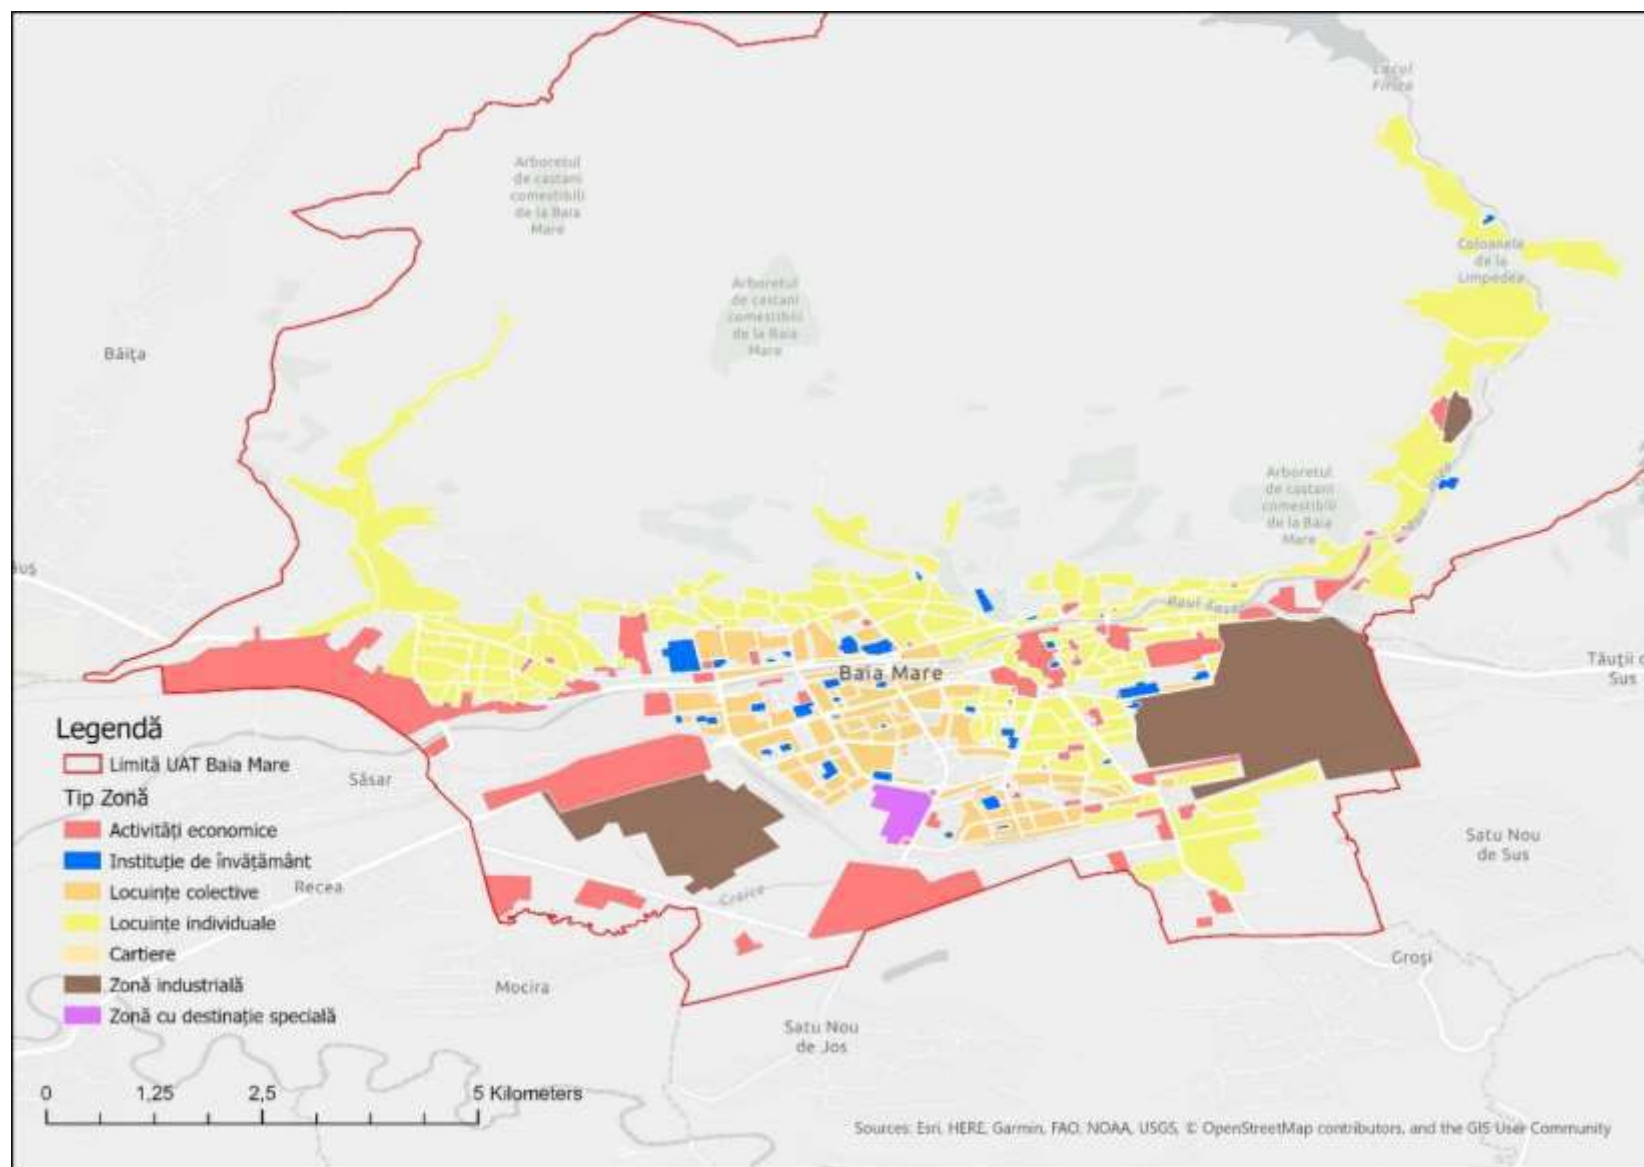 Lacul
Firiza
Arboretul
de castani
comestibili
de la Baia
Mare
Coloanele
de la
Limpedea
Arboretul
de castani
comestibili
de la Baia
Mare
Băița
Arboretul
de castani
comestibili
de la Baia
Mare
Râul
Râul Săsar
Baia Mare
Tăuții d
Sus
Legendă
Limită UAT Baia Mare
Tip Zonă
Activități economice
Instituție de învățământ
Locuințe colective
Locuințe individuale
Cartiere
Zonă industrială
Zonă cu destinație specială
Săsar
Recea
Craica
Satu Nou
de Sus
Mocira
Groși
Satu Nou
de Jos
0 1,25 2,5 5 Kilometers
Sources: Esri, HERE, Garmin, FAO, NOAA, USGS, © OpenStreetMap contributors, and the GIS User Community